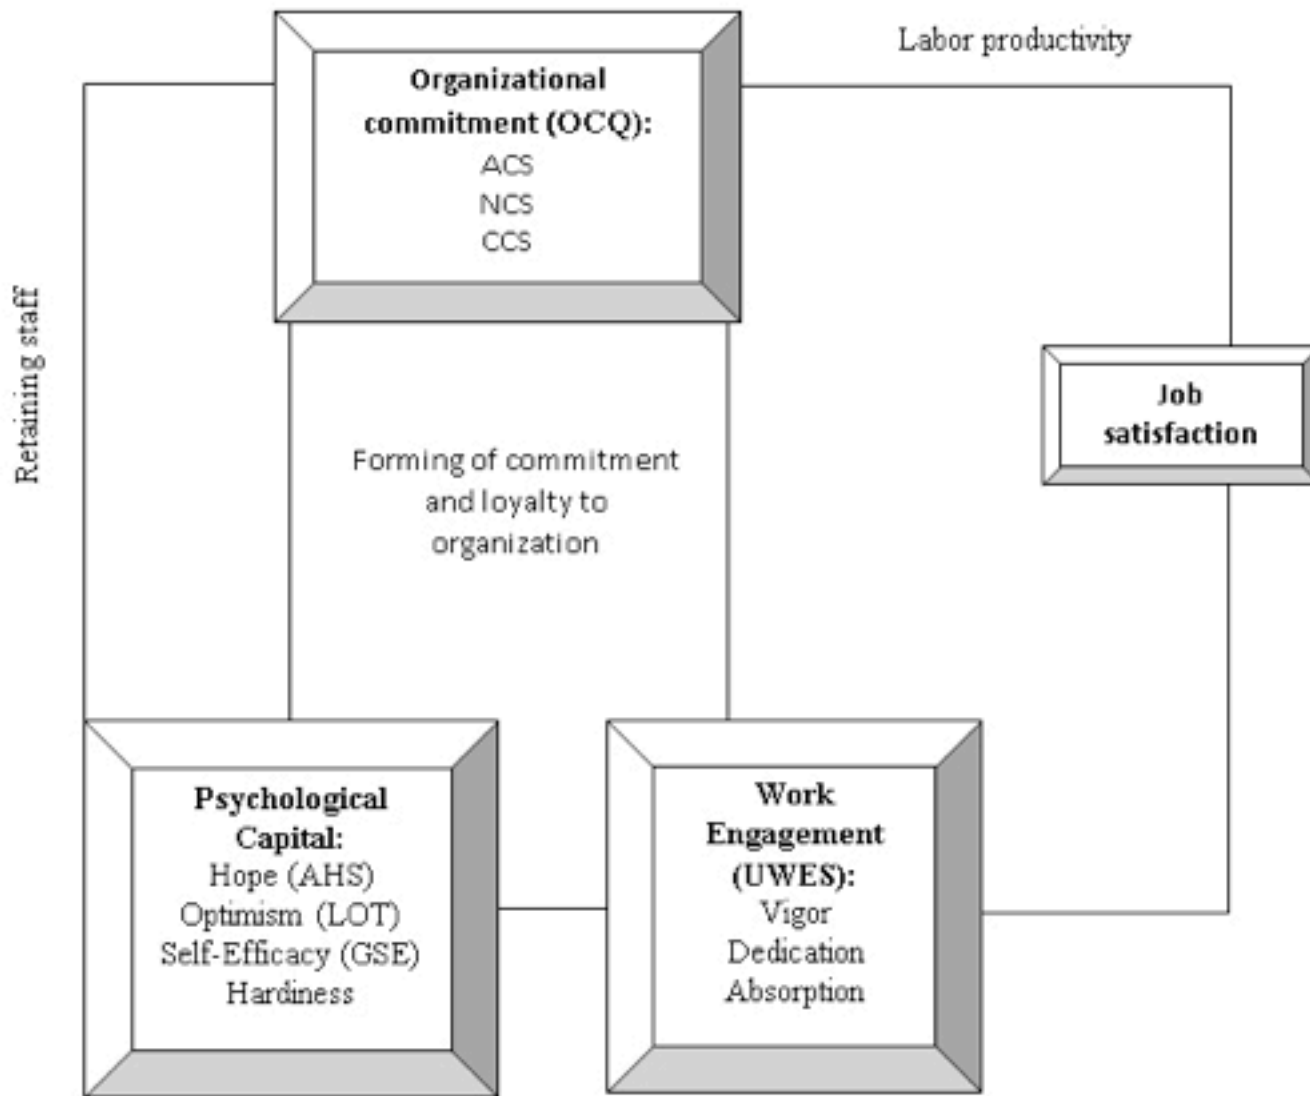 Labor productivity
Organizational
commitment (OCQ):
ACS
NCS
CCS
Retaining staff
Job
satisfaction
Forming of commitment
and loyalty to
organization
Psychological
Capital:
Hope (AHS)
Optimism (LOT)
Self-Efficacy (GSE)
Hardiness
Work
Engagement
(UWES):
Vigor
Dedication
Absorption